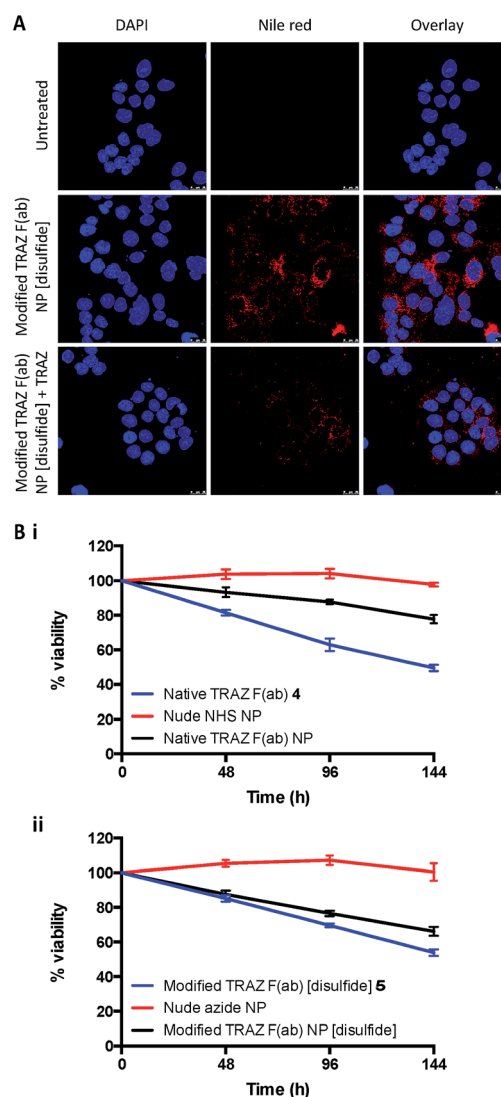 A
DAPI Nile red Overlay
Untreated
Modified TRAZ F(ab)
NP [disulfide]
Modified TRAZ F(ab)
NP [disulfide] + TRAZ
B i
% viability
120
100
80
60
40
20
0
Native TRAZ F(ab) 4
Nude NHS NP
Native TRAZ F(ab) NP
0 48 96 144
Time (h)
ii
% viability
120
100
80
60
40
20
0
Modified TRAZ F(ab) [disulfide] 5
Nude azide NP
Modified TRAZ F(ab) NP [disulfide]
0 48 96 144
Time (h)